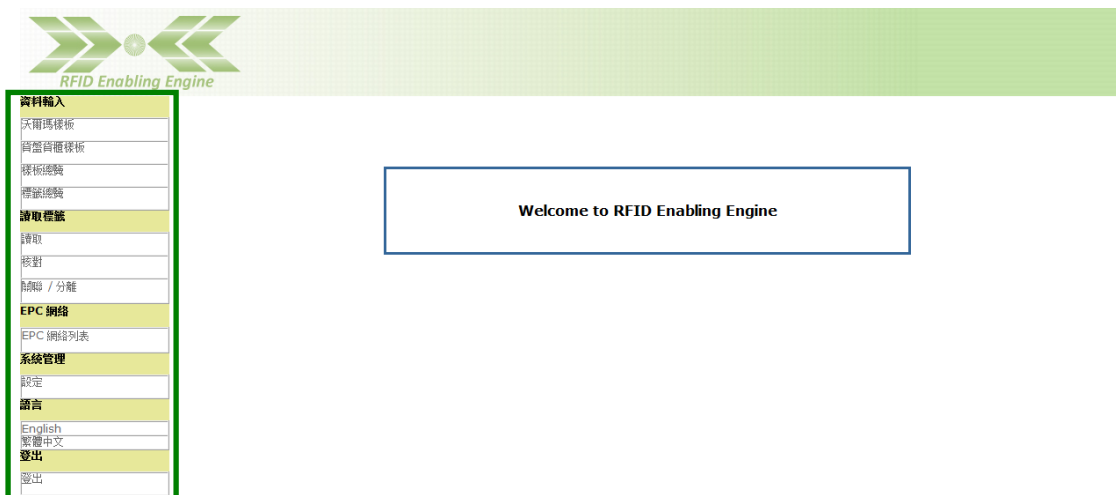 RFID Enabling Engine
資料輸入
沃爾瑪樣板
貨盤貨櫃樣板
樣板總覽
標籤總覽
讀取標籤
讀取
核對
關聯 / 分離
EPC 網絡
EPC 網絡列表
系統管理
設定
語言
English
繁體中文
登出
登出
Welcome to RFID Enabling Engine